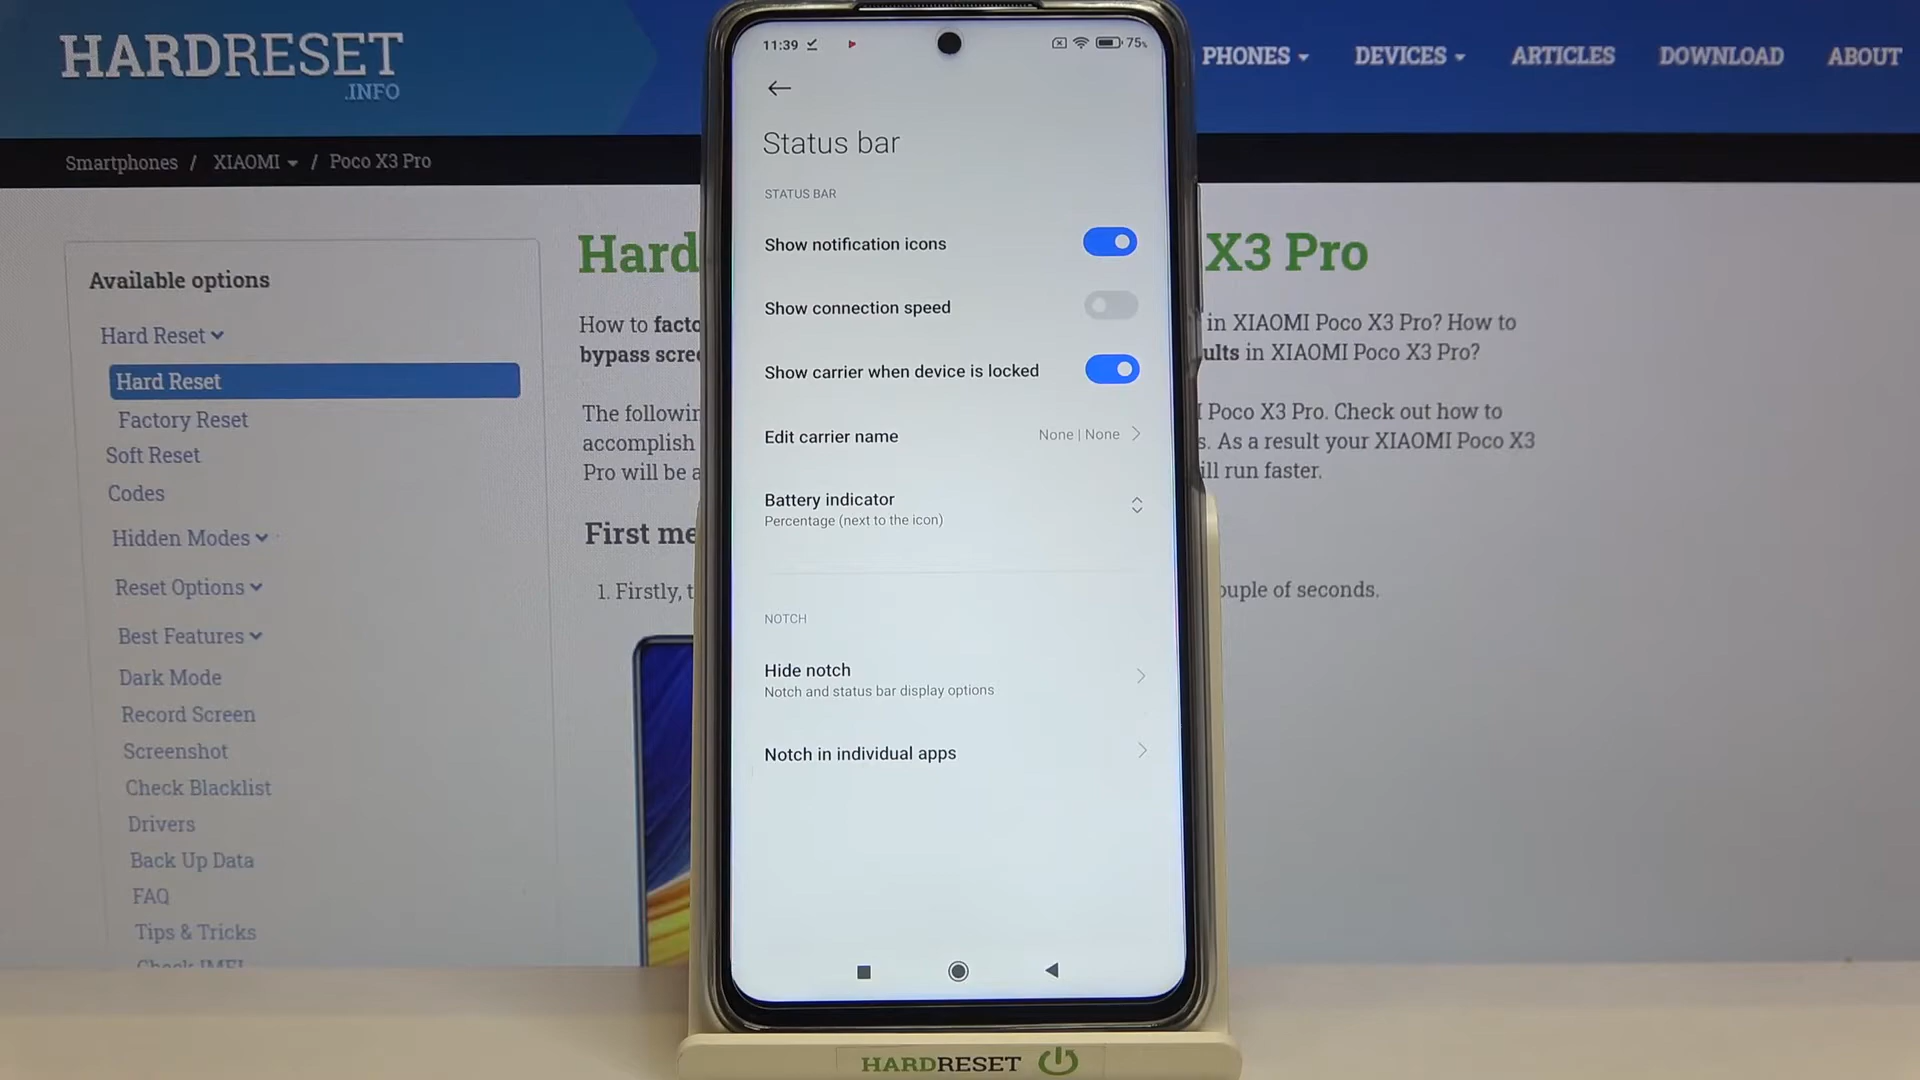 HARDRESET
.INFO
PHONES
DEVICES
ARTICLES
DOWNLOAD
ABOUT
Smartphones / XIAOMI / Poco X3 Pro
Available options
Hard Reset
Hard Reset
Factory Reset
Soft Reset
Codes
Hidden Modes
Reset Options
Best Features
Dark Mode
Record Screen
Screenshot
Check Blacklist
Drivers
Back Up Data
FAQ
Tips & Tricks
Check IMEI
Hard X3 Pro
How to in XIAOMI Poco X3 Pro? How to
bypass in XIAOMI Poco X3 Pro?
The Poco X3 Pro. Check out how to
accomplish As a result your XIAOMI Poco X3
Pro will be run faster.
First
1. Firstly, couple of seconds.
11:39
75%
Status bar
STATUS BAR
Show notification icons
Show connection speed
Show carrier when device is locked
Edit carrier name None | None
Battery indicator
Percentage (next to the icon)
NOTCH
Hide notch
Notch and status bar display options
Notch in individual apps
HARDRESET